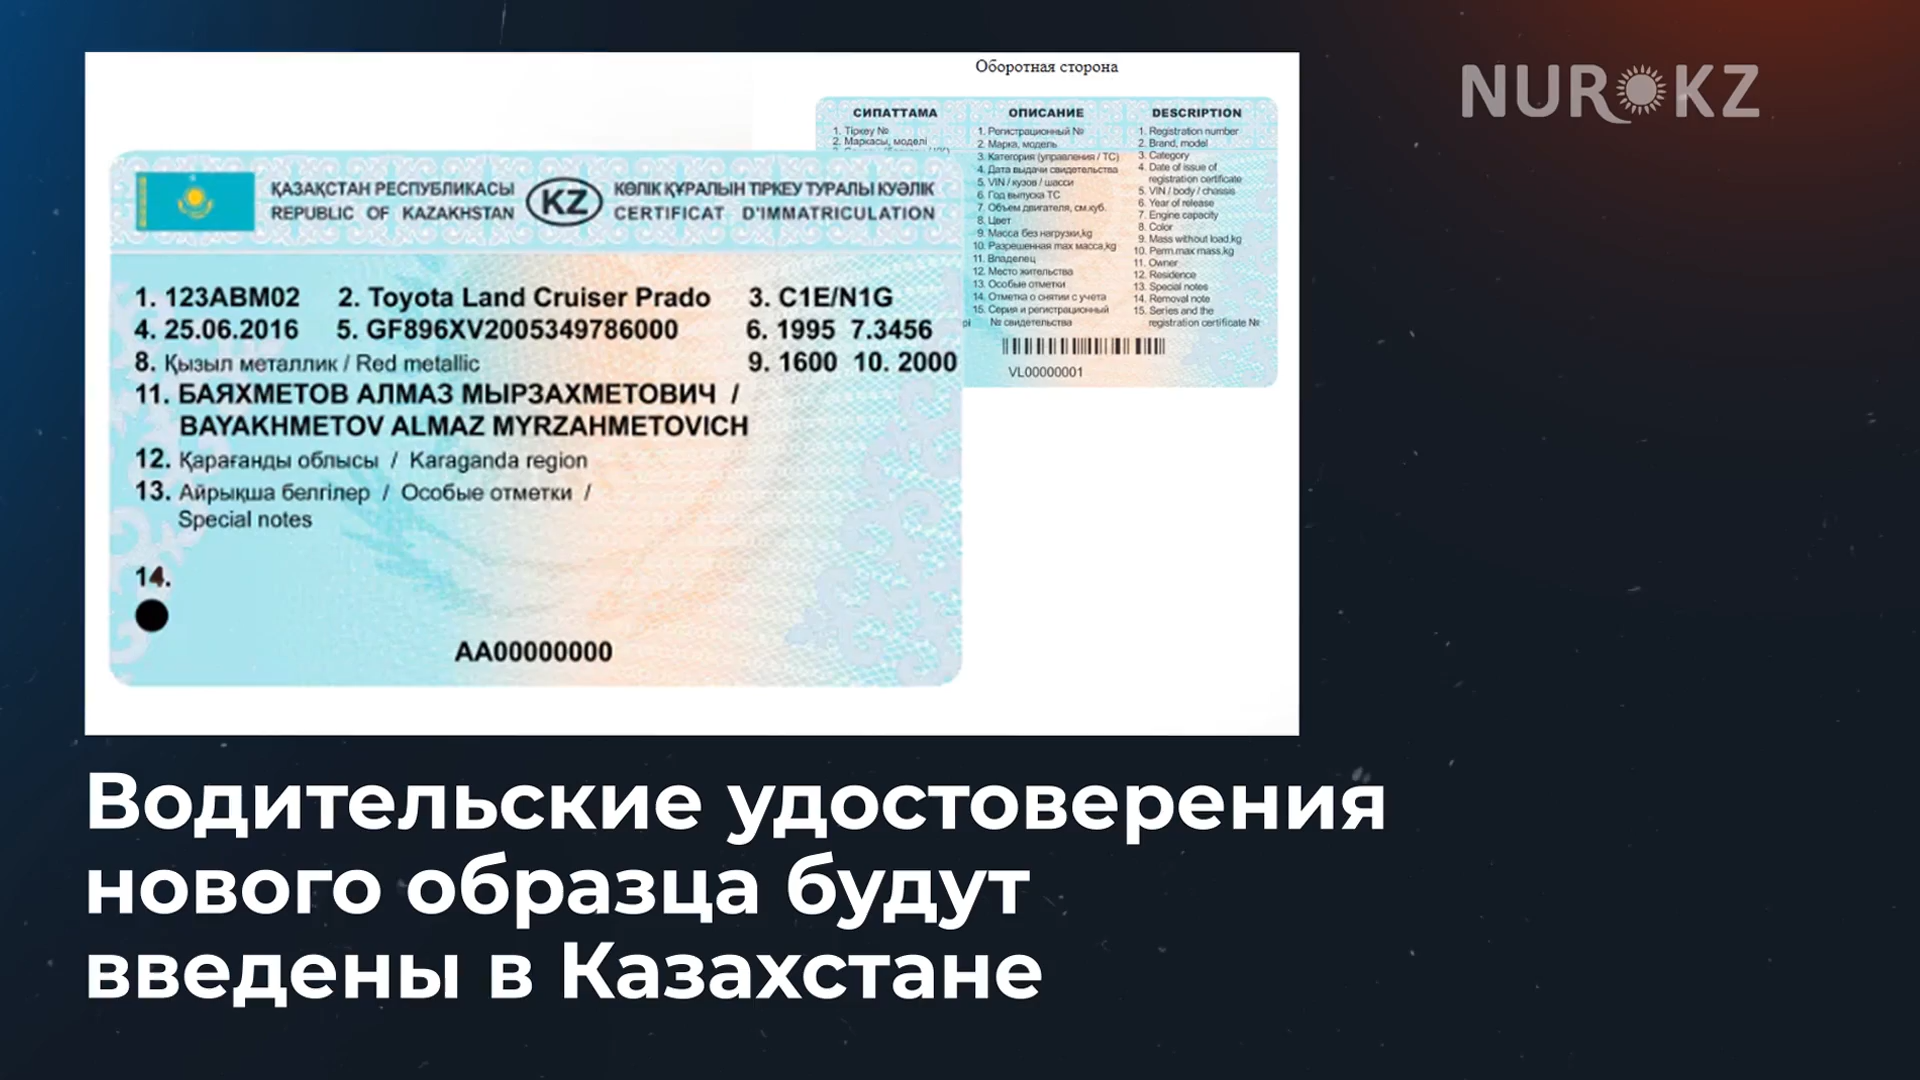 Оборотная сторона
NUR KZ
СИПАТТАМА
1. Тіркеу №
2. Маркасы, моделі
ОПИСАНИЕ
1. Регистрационный №
2. Марка, модель
3. Категория (управления / ТС)
4. Дата выдачи свидетельства
5. VIN / кузов / шасси
6. Год выпуска ТС
7. Объем двигателя, см.куб.
8. Цвет
9. Масса без нагрузки,kg
10. Разрешенная max масса,kg
11. Владелец
12. Место жительства
13. Особые отметки
14. Отметка о снятии с учета
15. Серия и регистрационный
№ свидетельства
DESCRIPTION
1. Registration number
2. Brand, model
3. Category
4. Date of issue of
registration certificate
5. VIN / body / chassis
6. Year of release
7. Engine capacity
8. Color
9. Mass without load,kg
10. Perm.max mass,kg
11. Owner
12. Residence
13. Special notes
14. Removal note
15. Series and the
registration certificate №
VL00000001
ҚАЗАҚСТАН РЕСПУБЛИКАСЫ KZ КӨЛІК ҚҰРАЛЫН ТІРКЕУ ТУРАЛЫ КУӘЛІК
REPUBLIC OF KAZAKHSTAN CERTIFICAT D'IMMATRICULATION
1. 123ABM02 2. Toyota Land Cruiser Prado 3. C1E/N1G
4. 25.06.2016 5. GF896XV2005349786000 6. 1995 7.3456
8. Қызыл металлик / Red metallic 9. 1600 10. 2000
11. БАЯХМЕТОВ АЛМАЗ МЫРЗАХМЕТОВИЧ /
BAYAKHMETOV ALMAZ MYRZAHMETOVICH
12. Қарағанды облысы / Karaganda region
13. Айрықша белгілер / Особые отметки /
Special notes
14.
AA00000000
Водительские удостоверения
нового образца будут
введены в Казахстане